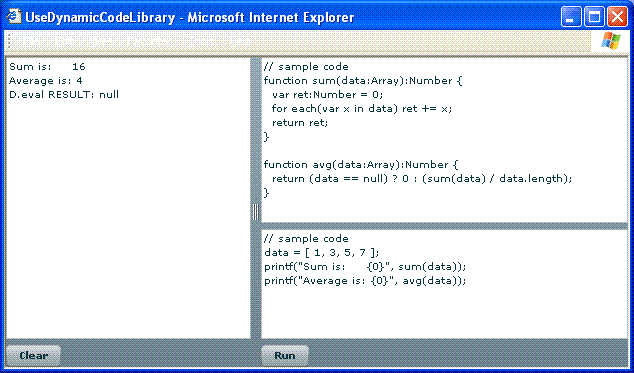 UseDynamicCodeLibrary - Microsoft Internet Explorer
Sum is:    16
Average is: 4
D.eval RESULT: null
// sample code
function sum(data:Array):Number {
  var ret:Number = 0;
  for each(var x in data) ret += x;
  return ret;
}
function avg(data:Array):Number {
  return (data == null) ? 0 : (sum(data) / data.length);
}
// sample code
data = [ 1, 3, 5, 7 ];
printf("Sum is:    {0}", sum(data));
printf("Average is: {0}", avg(data));
Clear
Run